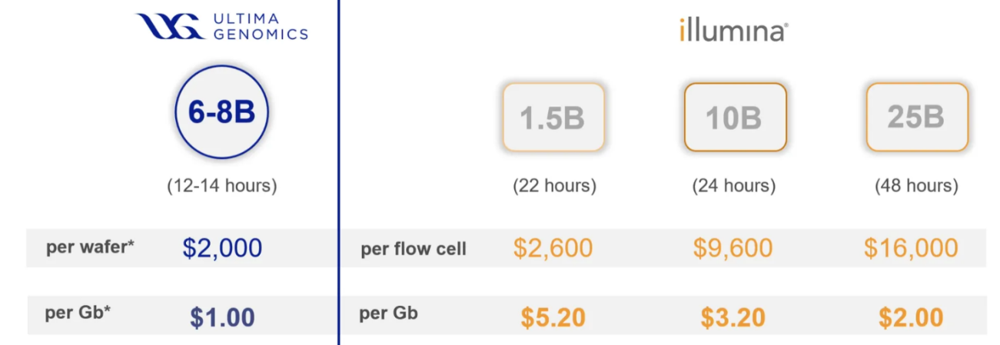 ULTIMA
GENOMICS
illumina®
6-8B
1.5B
10B
25B
(12-14 hours)
(22 hours)
(24 hours)
(48 hours)
per wafer* $2,000
per flow cell $2,600 $9,600 $16,000
per Gb* $1.00
per Gb $5.20 $3.20 $2.00